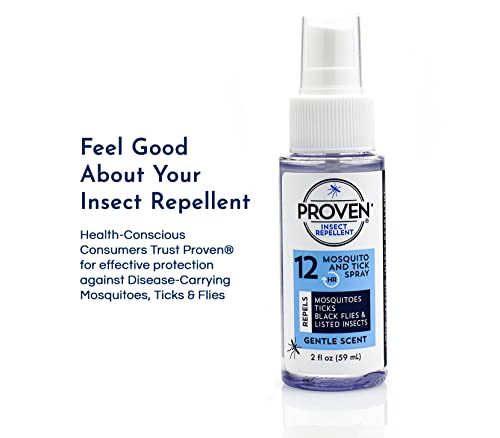 Feel Good
About Your
Insect Repellent
Health-Conscious
Consumers Trust Proven®
for effective protection
against Disease-Carrying
Mosquitoes, Ticks & Flies
PROVEN®
INSECT
REPELLENT
12 HR
MOSQUITO
AND TICK
SPRAY
REPELS
MOSQUITOES
TICKS
BLACK FLIES &
LISTED INSECTS
GENTLE SCENT
2 fl oz (59 mL)